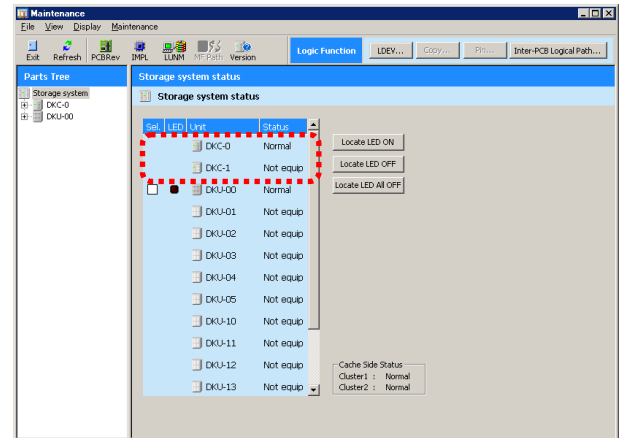 Maintenance
File View Display Maintenance
Exit Refresh PCBRev IMPL LUNM MF Path Version Logic Function LDEV... Copy... Pin... Inter-PCB Logical Path...
Parts Tree
Storage system
DKC-0
DKU-00
Storage system status
Storage system status
Sel. LED Unit Status
DKC-0 Normal
DKC-1 Not equip
DKU-00 Normal
DKU-01 Not equip
DKU-02 Not equip
DKU-03 Not equip
DKU-04 Not equip
DKU-05 Not equip
DKU-10 Not equip
DKU-11 Not equip
DKU-12 Not equip
DKU-13 Not equip
Locate LED ON
Locate LED OFF
Locate LED All OFF
Cache Side Status
Cluster1 : Normal
Cluster2 : Normal